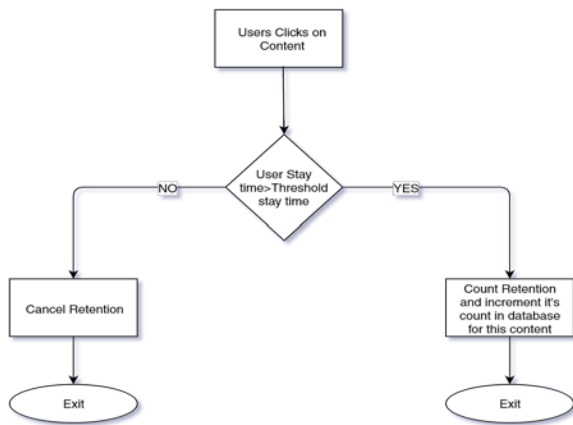 Users Clicks on
Content
User Stay
time>Threshold
stay time
NO
YES
Cancel Retention
Count Retention
and increment it's
count in database
for this content
Exit
Exit